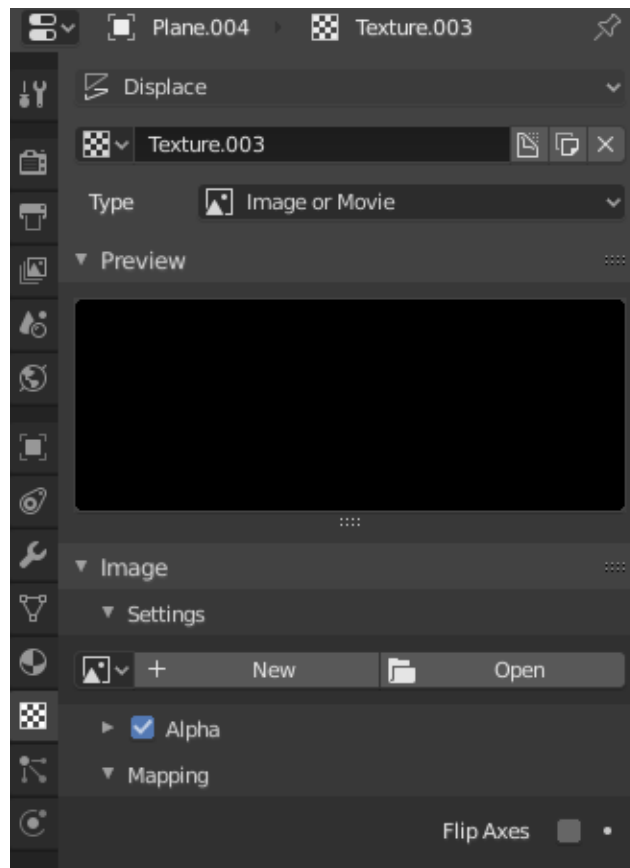 Plane.004 Texture.003
Displace
Texture.003
Type Image or Movie
Preview
Image
Settings
New Open
Alpha
Mapping
Flip Axes